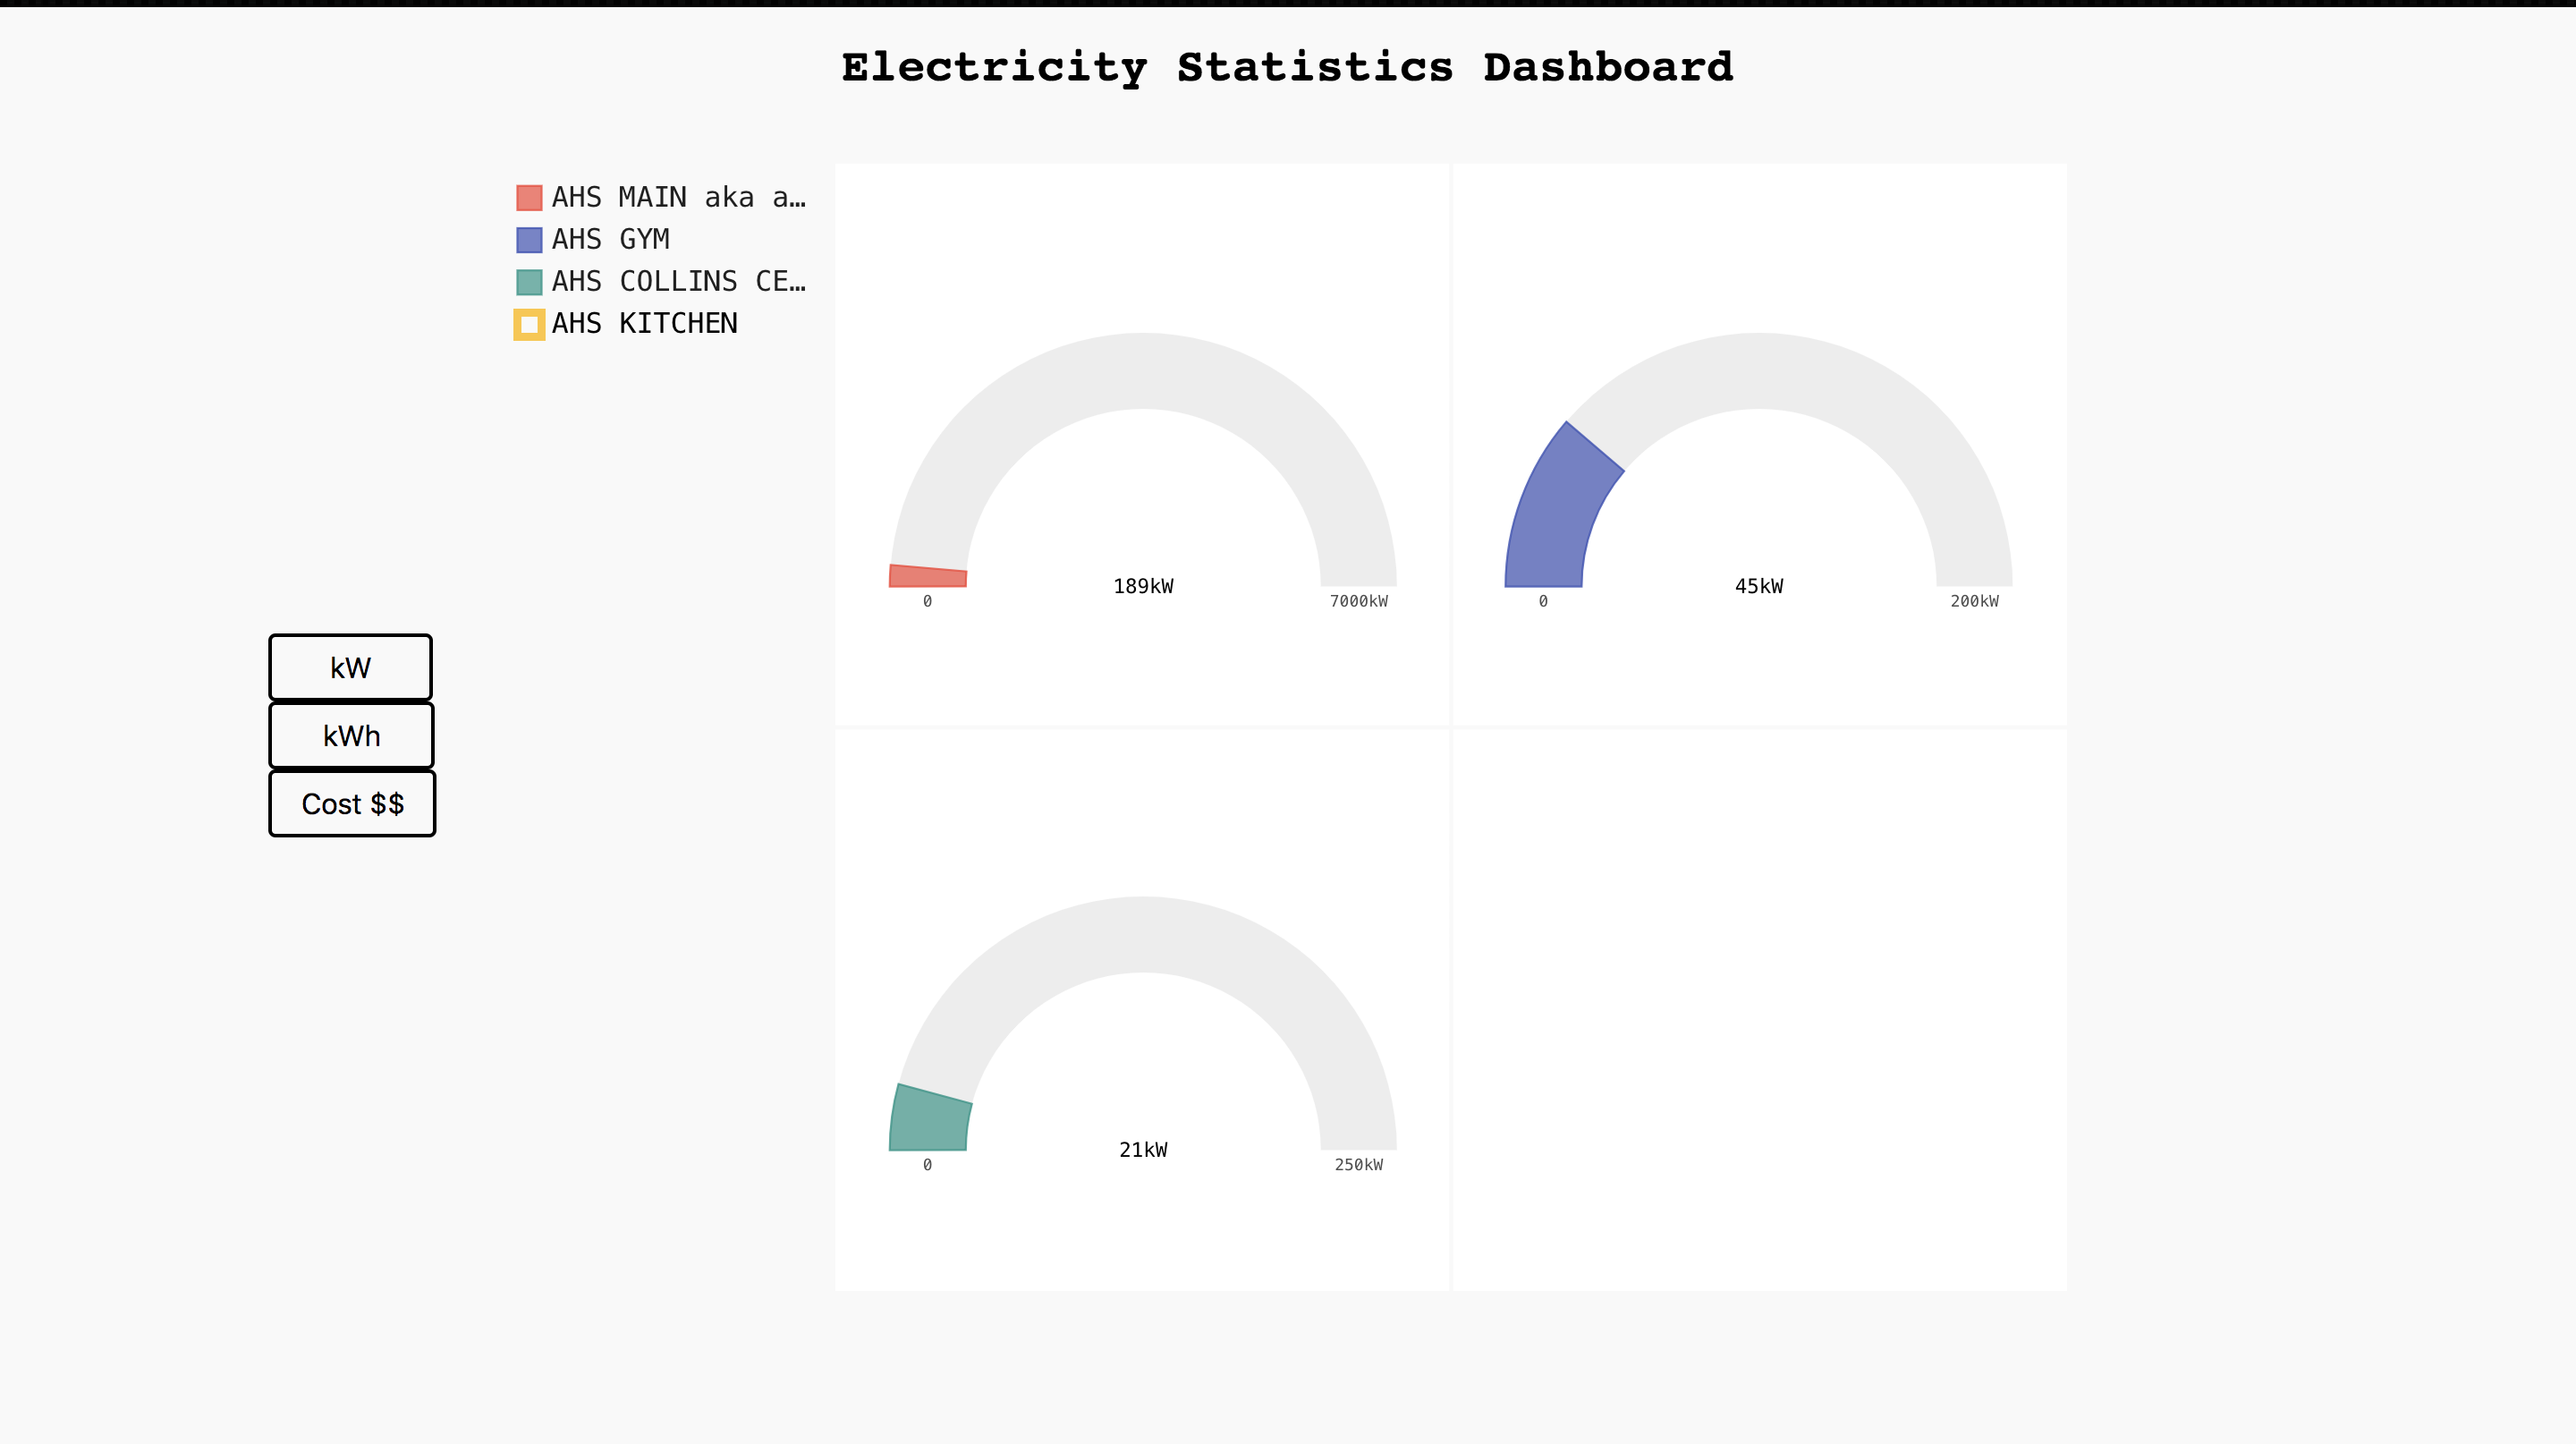 Electricity Statistics Dashboard
AHS MAIN aka a…
AHS GYM
AHS COLLINS CE…
AHS KITCHEN
189kW
0
7000kW
45kW
0
200kW
kW
kWh
Cost $$
21kW
0
250kW